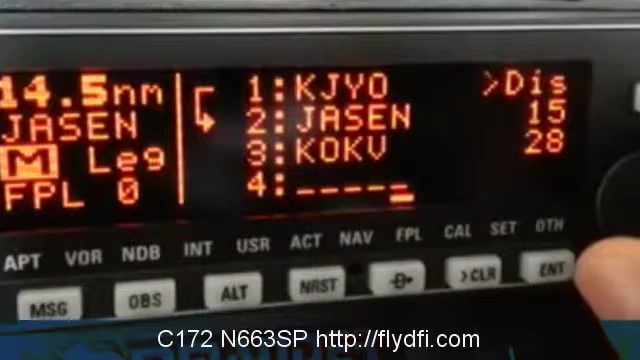 14.5nm
JASEN
M Leg
FPL 0
1:KJYO >Dis
2:JASEN 15
3:KOKV 28
4:_____
APT VOR NDB INT USR ACT NAV FPL CAL SET OTH
MSG OBS ALT NRST D >CLR ENT
C172 N663SP http://flydfi.com